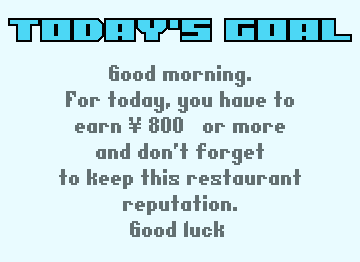 TODAY'S GOAL
Good morning.
For today, you have to
earn ¥ 800 or more
and don't forget
to keep this restaurant
reputation.
Good luck